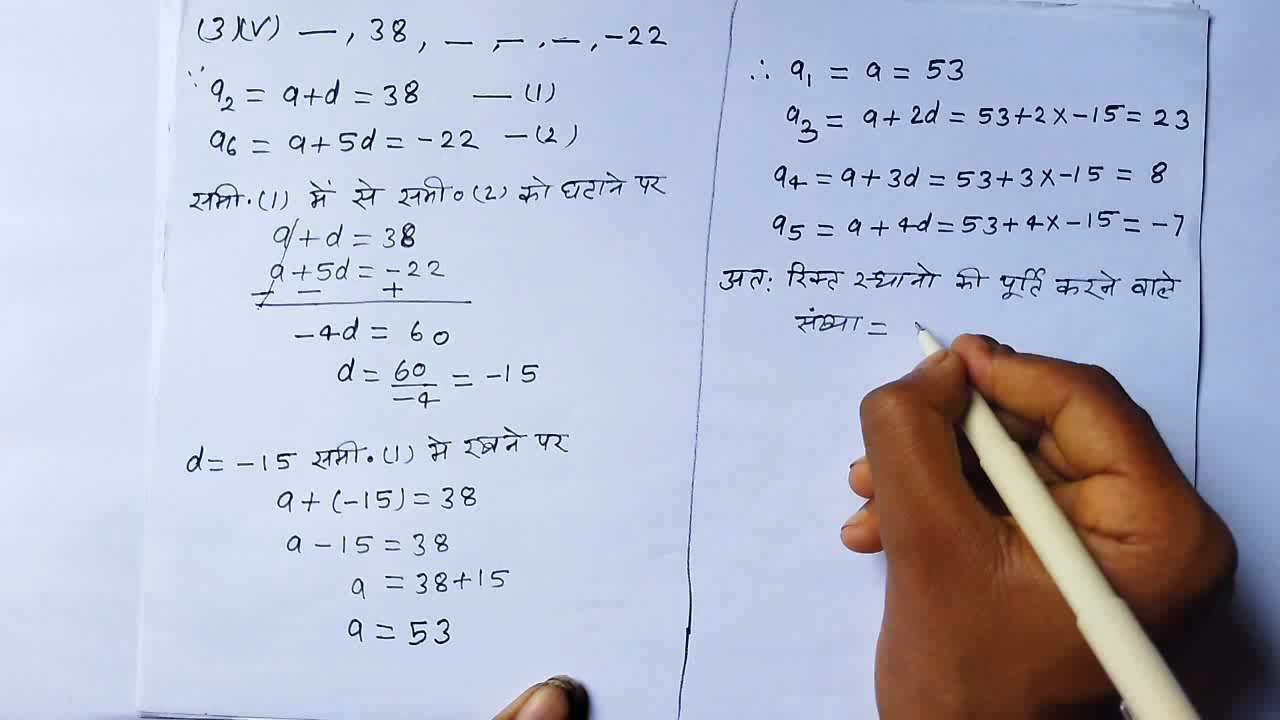 (3)(V) —, 38, —, —, —, -22
∵ a₂ = a+d = 38 — (1)
a₆ = a+5d = -22 —(2)
समी.(1) में से समी० (2) को घटाने पर
a + d = 38
a + 5d = -22
- - +
-4d = 60
d = 60/-4 = -15
d = -15 समी.(1) मे रखने पर
a + (-15) = 38
a - 15 = 38
a = 38+15
a = 53
∴ a₁ = a = 53
a₃ = a + 2d = 53+2×-15 = 23
a₄ = a + 3d = 53+3×-15 = 8
a₅ = a + 4d = 53+4×-15 = -7
अतः रिक्त स्थानो की पूर्ति करने वाले
संख्या =